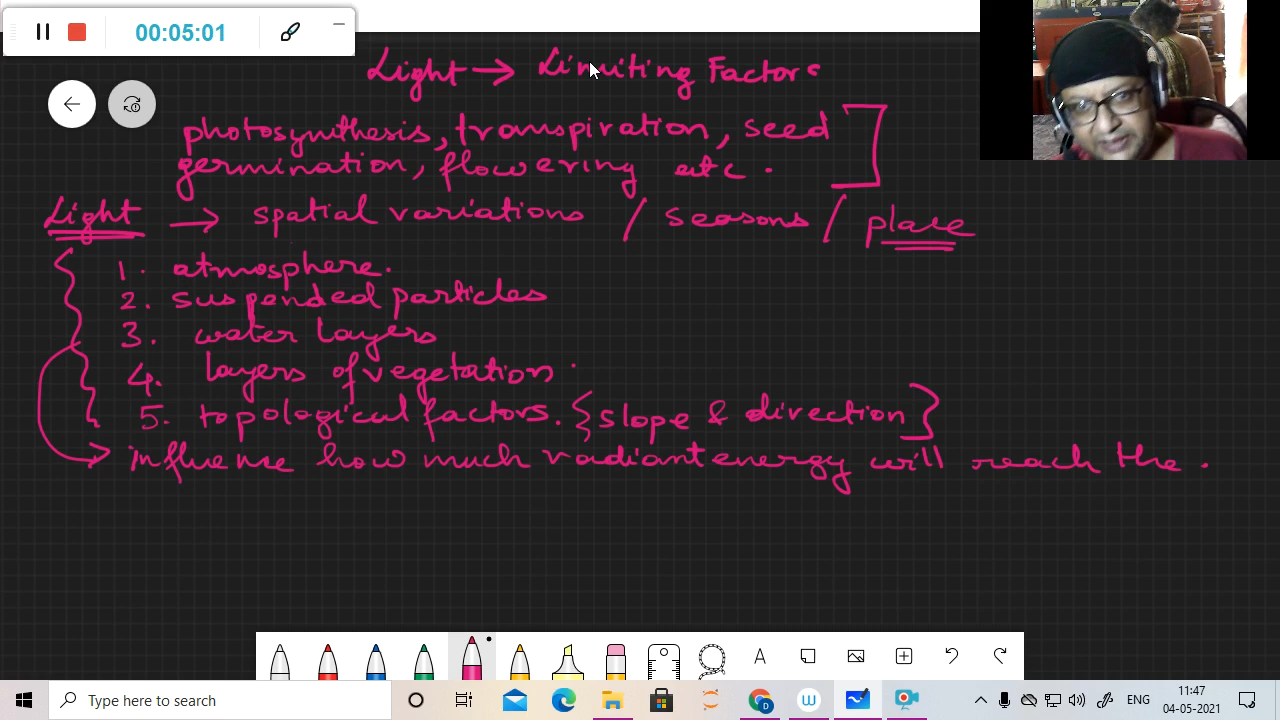 00:05:01
Light → Limiting Factors
photosynthesis, transpiration, seed
germination, flowering etc.
Light → spatial variations / seasons / place
1. atmosphere.
2. suspended particles
3. water layers
4. layers of vegetation.
5. topological factors. {slope & direction}
→ influense how much radiant energy will reach the.
A
Type here to search
ENG
11:47
04-05-2021